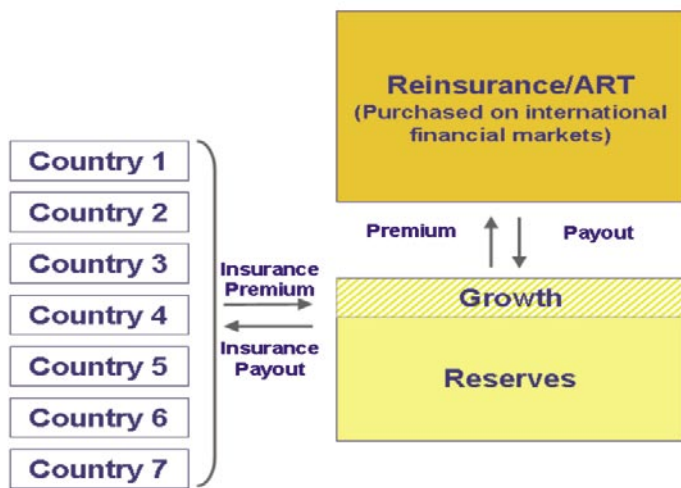 Country 1
Country 2
Country 3
Country 4
Country 5
Country 6
Country 7
Insurance
Premium
Insurance
Payout
Reinsurance/ART
(Purchased on international
financial markets)
Premium
Payout
Growth
Reserves